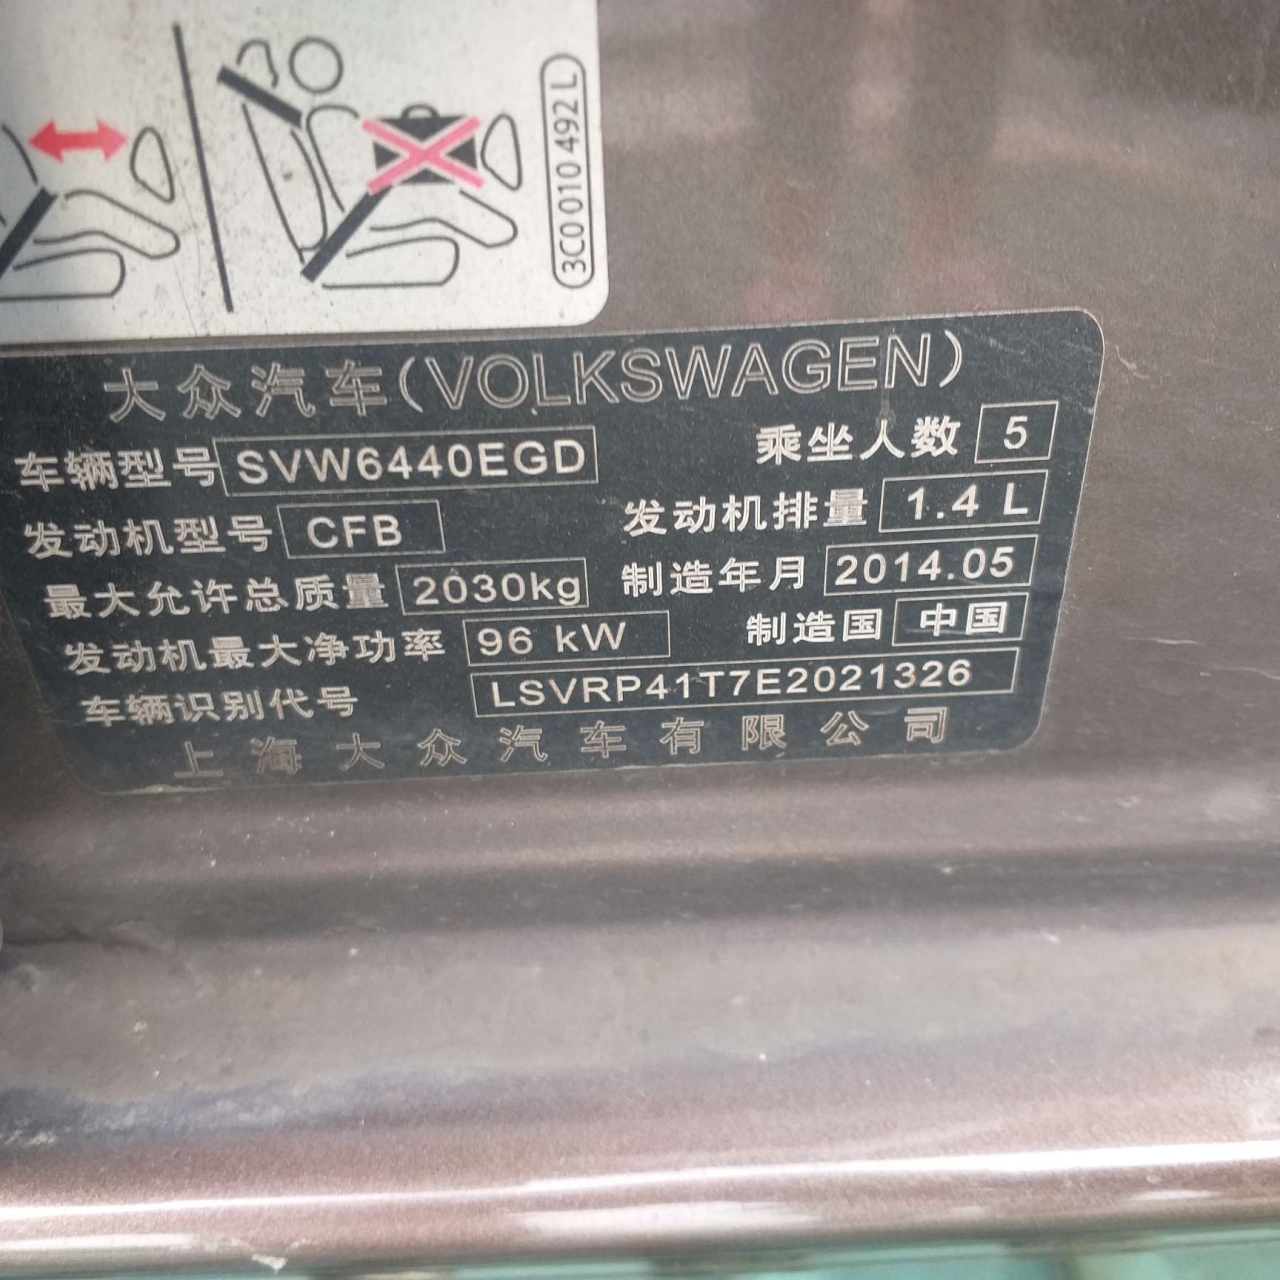 3C0 010 492 L
大众汽车(VOLKSWAGEN)
车辆型号 SVW6440EGD 乘坐人数 5
发动机型号 CFB 发动机排量 1.4 L
最大允许总质量 2030kg 制造年月 2014.05
发动机最大净功率 96 kW 制造国 中国
车辆识别代号 LSVRP41T7E2021326
上海大众汽车有限公司